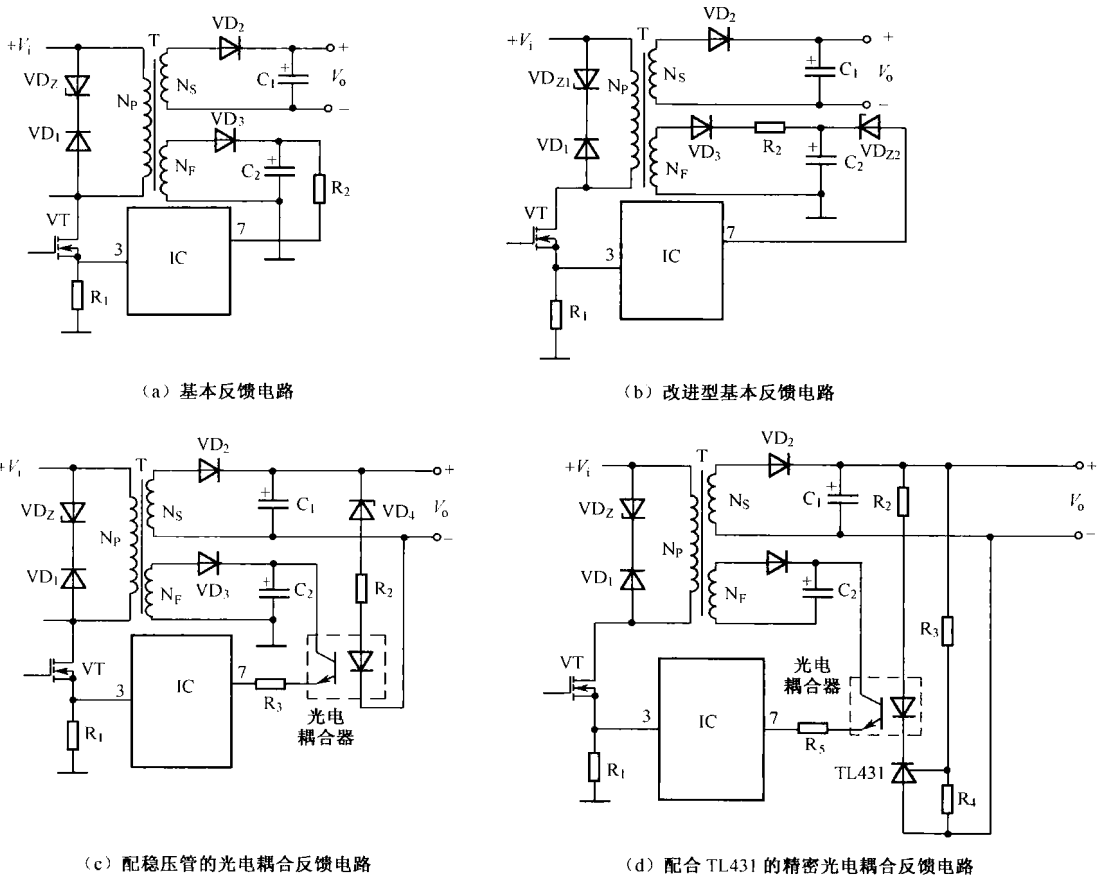 +Vi
T
VD2
+
VDZ
NP
NS
C1
+
Vo
VD1
VD3
−
NF
+
C2
R2
VT
3
IC
7
R1
(a) 基本反馈电路
+Vi
T
VD2
+
VDZ1
NP
NS
+
C1
Vo
VD1
−
VD3
R2
+
C2
VDZ2
NF
VT
3
IC
7
R1
(b) 改进型基本反馈电路
+Vi
T
VD2
+
VDZ
NP
NS
+
C1
VD4
Vo
−
VD1
NF
VD3
+
C2
R2
VT
3
IC
7
R3
光电
耦合器
R1
(c) 配稳压管的光电耦合反馈电路
+Vi
T
VD2
+
VDZ
NP
NS
C1
+
R2
Vo
−
VD1
NF
+
C2
R3
VT
光电
耦合器
3
IC
7
R5
R1
TL431
R4
(d) 配合 TL431 的精密光电耦合反馈电路